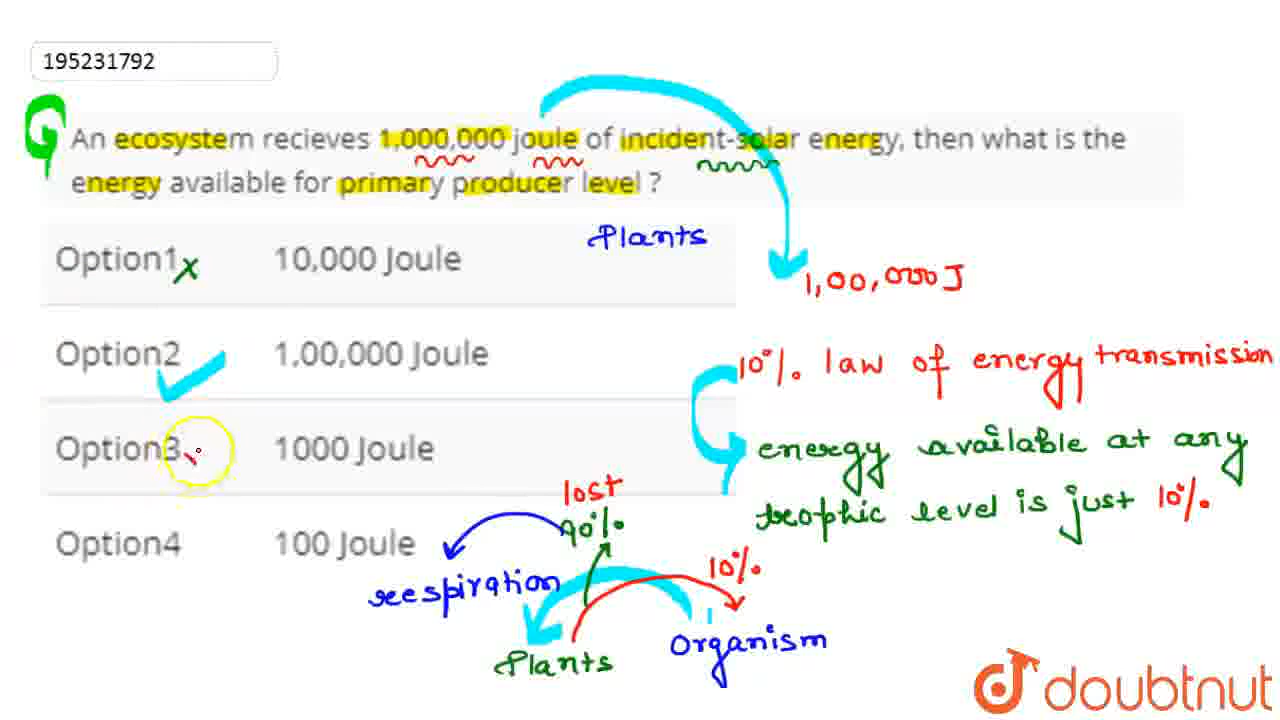 195231792
An ecosystem recieves 1,000,000 joule of incident-solar energy, then what is the
energy available for primary producer level ?
Plants
Option1 x 10,000 Joule
1,00,000 J
Option2 1,00,000 Joule
10%. law of energy transmission
Option3 1000 Joule
energy available at any
trophic level is just 10%.
lost
90%
Option4 100 Joule
10%.
respiration
Plants
Organism
doubtnut